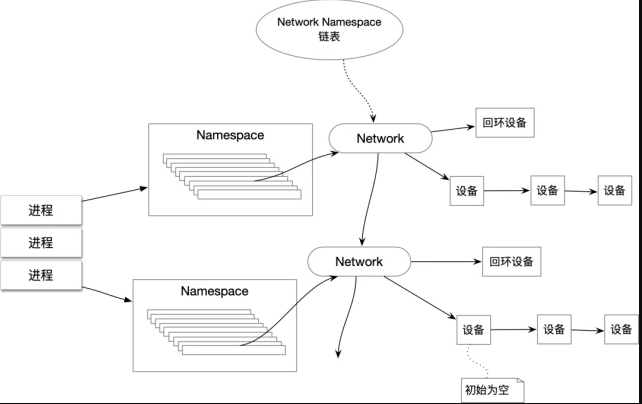 Network Namespace
链表
Namespace
Network
回环设备
设备
设备
设备
进程
进程
进程
Network
回环设备
Namespace
设备
设备
设备
初始为空